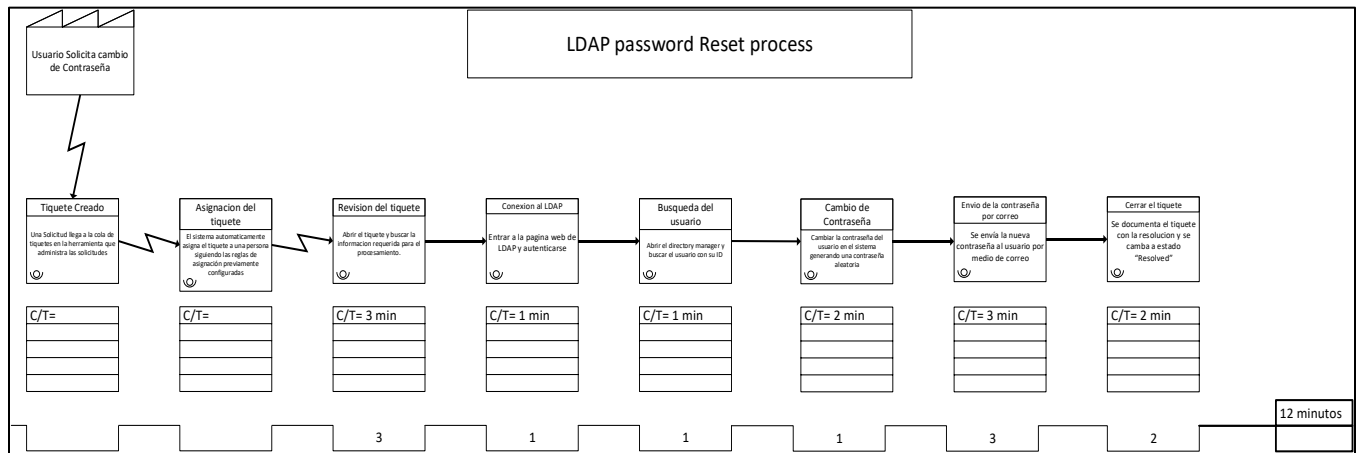 LDAP password Reset process
Usuario Solicita cambio
de Contraseña
Tiquete Creado
Una Solicitud llega a la cola de
tiquetes en la herramienta que
administra las solicitudes
Asignacion del
tiquete
El sistema automaticamente
asigna el tiquete a una persona
siguiendo las reglas de
asignación previamente
configuradas
Revision del tiquete
Abrir el tiquete y buscar la
informacion requerida para el
procesamiento.
Conexion al LDAP
Entrar a la pagina web de
LDAP y autenticarse
Busqueda del
usuario
Abrir el directory manager y
buscar el usuario con su ID
Cambio de
Contraseña
Cambiar la contraseña del
usuario en el sistema
generando una contraseña
aleatoria
Envio de la contraseña
por correo
Se envía la nueva
contraseña al usuario por
medio de correo
Cerrar el tiquete
Se documenta el tiquete
con la resolucion y se
camba a estado
“Resolved”
C/T=
C/T=
C/T= 3 min
C/T= 1 min
C/T= 1 min
C/T= 2 min
C/T= 3 min
C/T= 2 min
3
1
1
1
3
2
12 minutos